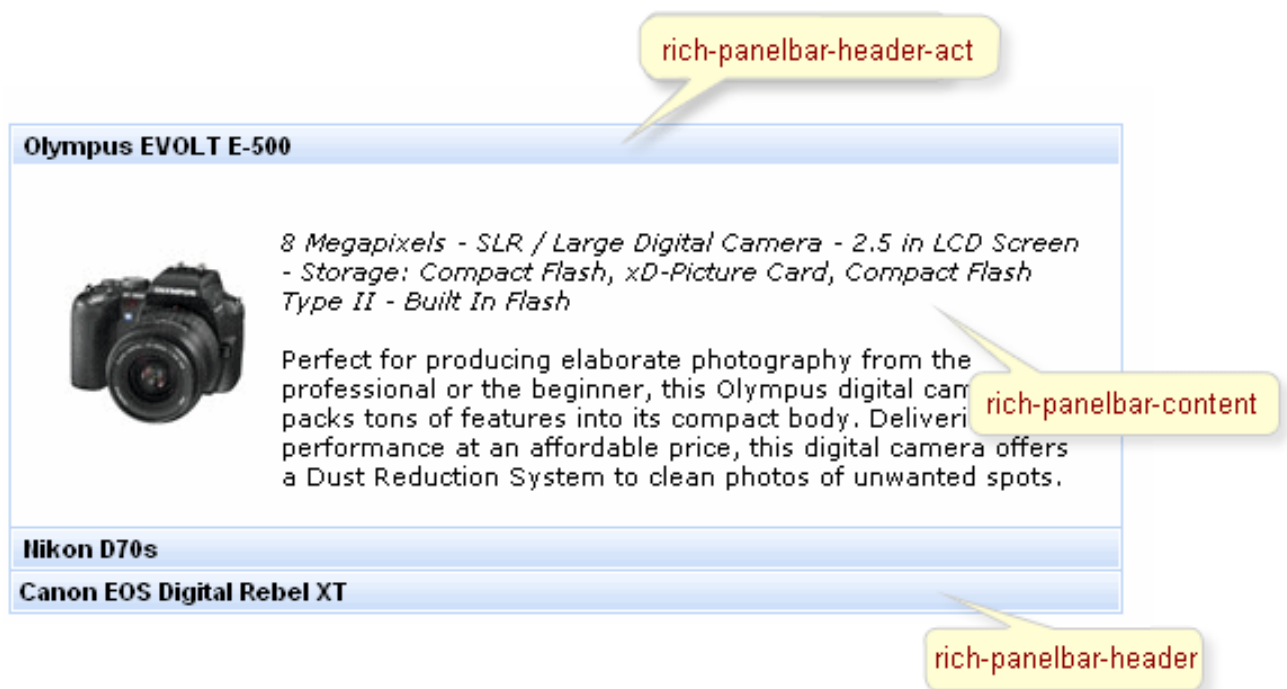 rich-panelbar-header-act
Olympus EVOLT E-500
8 Megapixels - SLR / Large Digital Camera - 2.5 in LCD Screen
- Storage: Compact Flash, xD-Picture Card, Compact Flash
Type II - Built In Flash
Perfect for producing elaborate photography from the
professional or the beginner, this Olympus digital
packs tons of features into its compact body.
rich-panelbar-content
performance at an affordable price, this digital camera offers
a Dust Reduction System to clean photos of unwanted spots.
Nikon D70s
Canon EOS Digital Rebel XT
rich-panelbar-header